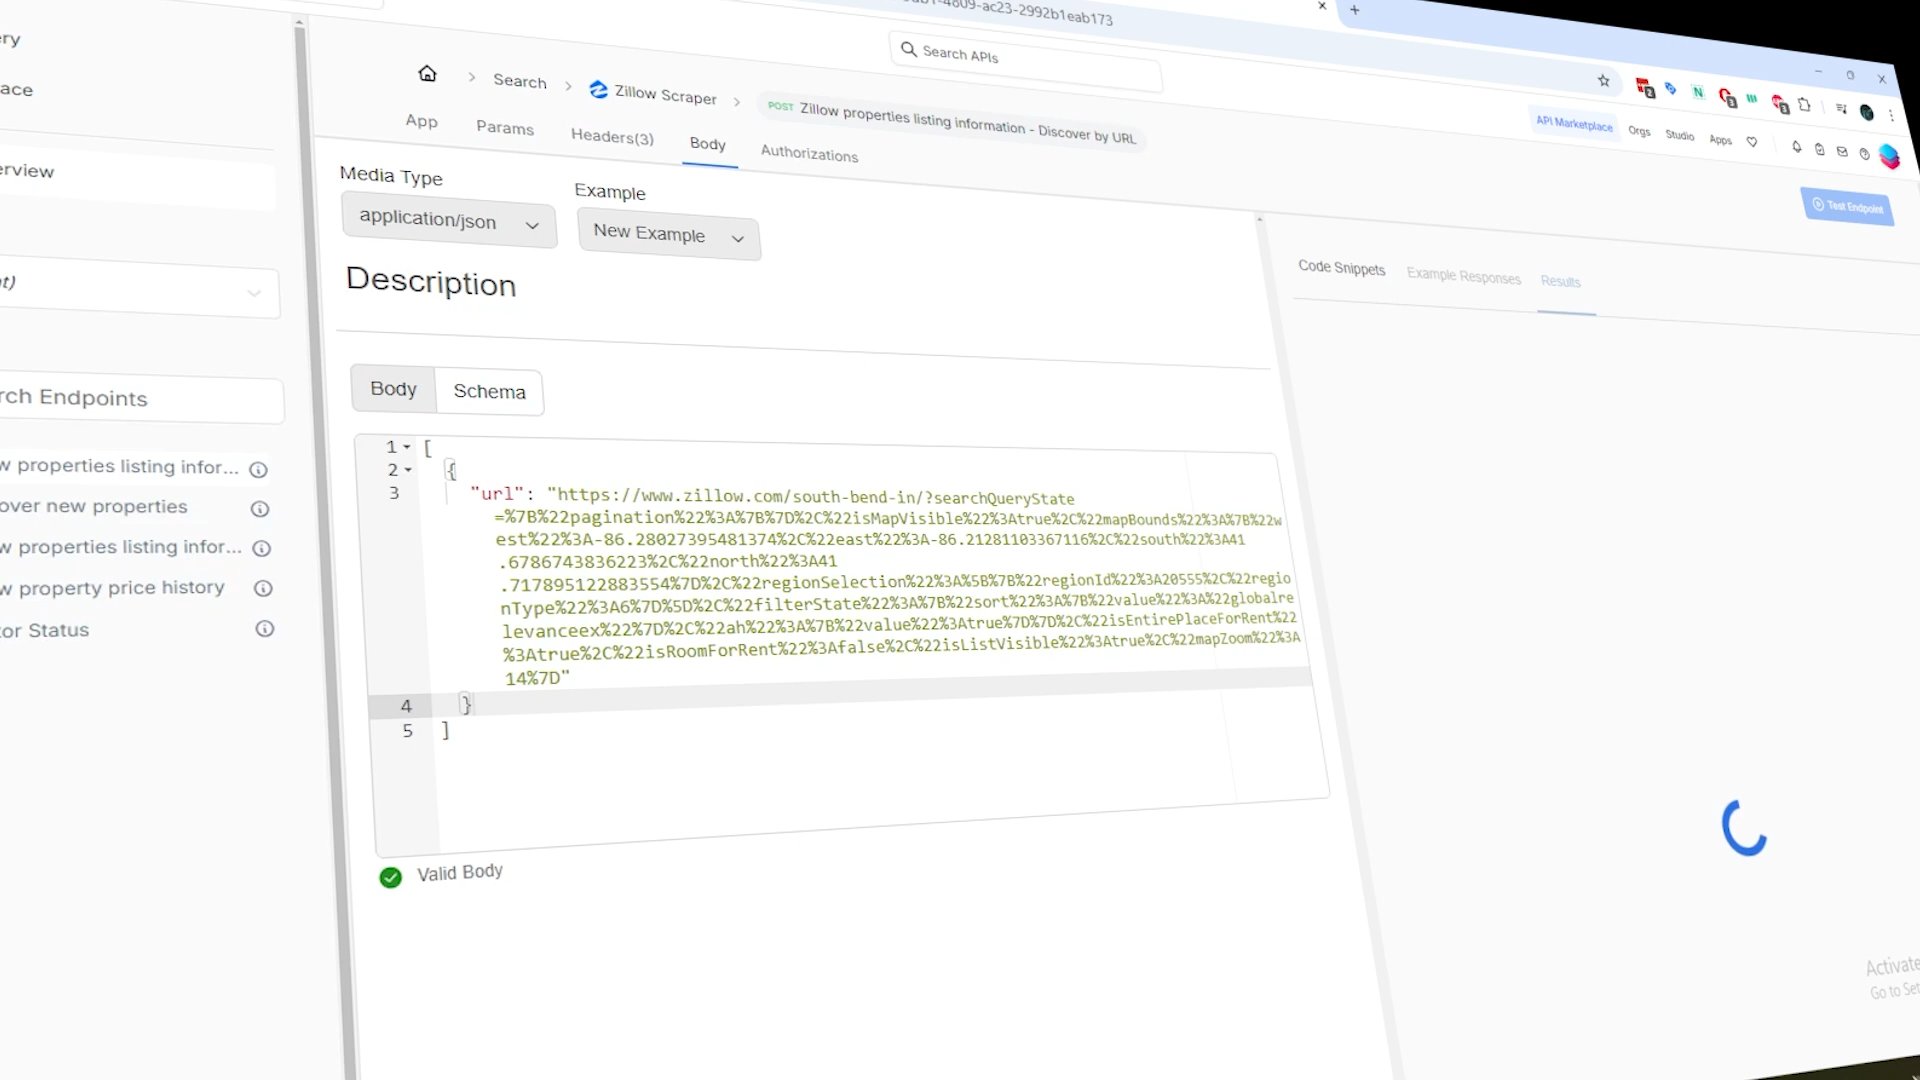 4809-ac23-2992b1eab173
Search APIs
Search
Zillow Scraper
POST Zillow properties listing information - Discover by URL
API Marketplace
Orgs
Studio
Apps
App
Params
Headers(3)
Body
Authorizations
Test Endpoint
ry
ace
erview
t)
rch Endpoints
w properties listing infor...
over new properties
w properties listing infor...
w property price history
tor Status
Media Type
Example
application/json
New Example
Description
Body
Schema
1 [
2 {
3 "url": "https://www.zillow.com/south-bend-in/?searchQueryState
=%7B%22pagination%22%3A%7B%7D%2C%22isMapVisible%22%3Atrue%2C%22mapBounds%22%3A%7B%22w
est%22%3A-86.28027395481374%2C%22east%22%3A-86.21281103367116%2C%22south%22%3A41
.6786743836223%2C%22north%22%3A41
.717895122883554%7D%2C%22regionSelection%22%3A%5B%7B%22regionId%22%3A20555%2C%22regio
nType%22%3A6%7D%5D%2C%22filterState%22%3A%7B%22sort%22%3A%7B%22value%22%3A%22globalre
levanceex%22%7D%2C%22ah%22%3A%7B%22value%22%3Atrue%7D%7D%2C%22isEntirePlaceForRent%22
%3Atrue%2C%22isRoomForRent%22%3Afalse%2C%22isListVisible%22%3Atrue%2C%22mapZoom%22%3A
14%7D"
4 }
5 ]
Valid Body
Code Snippets
Example Responses
Results
Activate
Go to Set